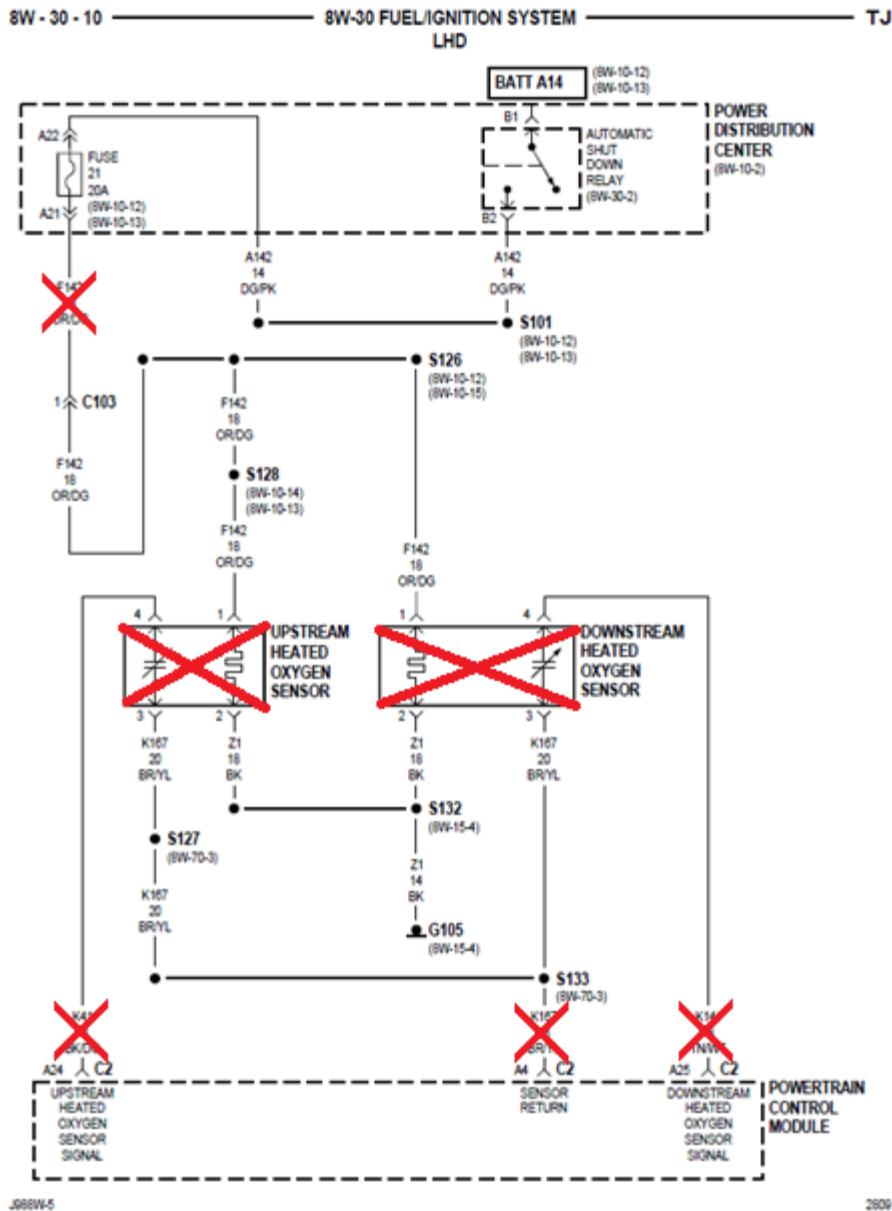 8W - 30 - 10
8W-30 FUEL/IGNITION SYSTEM
TJ
LHD
BATT A14
(8W-10-12)
(8W-10-13)
B1
POWER
DISTRIBUTION
CENTER
(8W-10-2)
AUTOMATIC
SHUT
DOWN
RELAY
(8W-30-2)
B2
A22
FUSE
21
20A
(8W-10-12)
(8W-10-13)
A21
F142
OR/DG
A142
14
DG/PK
A142
14
DG/PK
S101
(8W-10-12)
(8W-10-13)
S126
(8W-10-12)
(8W-10-15)
1
C103
F142
18
OR/DG
F142
18
OR/DG
S128
(8W-10-14)
(8W-10-13)
F142
18
OR/DG
F142
18
OR/DG
4
1
UPSTREAM
HEATED
OXYGEN
SENSOR
3
2
1
4
DOWNSTREAM
HEATED
OXYGEN
SENSOR
2
3
K167
20
BR/YL
Z1
18
BK
Z1
18
BK
K167
20
BR/YL
S132
(8W-15-4)
S127
(8W-70-3)
K167
20
BR/YL
Z1
14
BK
G105
(8W-15-4)
S133
(8W-70-3)
K167
A24
C2
A4
C2
A25
C2
UPSTREAM
HEATED
OXYGEN
SENSOR
SIGNAL
SENSOR
RETURN
DOWNSTREAM
HEATED
OXYGEN
SENSOR
SIGNAL
POWERTRAIN
CONTROL
MODULE
J988W-5
2809